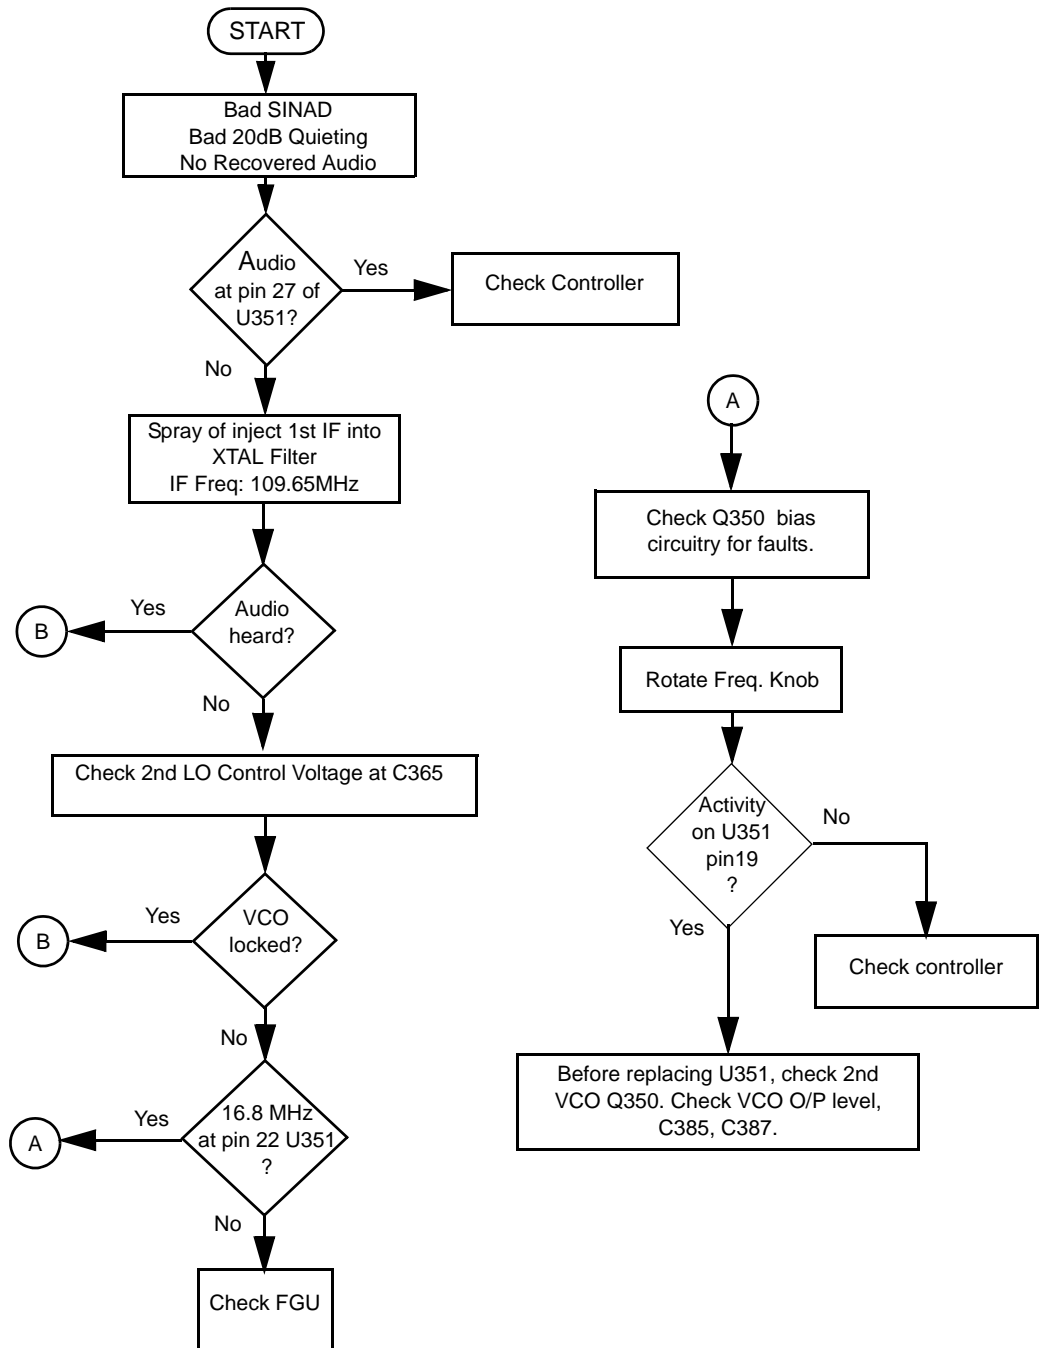 START
Bad SINAD
Bad 20dB Quieting
No Recovered Audio
Audio
at pin 27 of
U351?
Yes
Check Controller
No
Spray of inject 1st IF into
XTAL Filter
IF Freq: 109.65MHz
Audio
heard?
Yes
B
No
Check 2nd LO Control Voltage at C365
VCO
locked?
Yes
B
No
16.8 MHz
at pin 22 U351
?
Yes
A
No
Check FGU
A
Check Q350 bias
circuitry for faults.
Rotate Freq. Knob
Activity
on U351
pin19
?
No
Check controller
Yes
Before replacing U351, check 2nd
VCO Q350. Check VCO O/P level,
C385, C387.